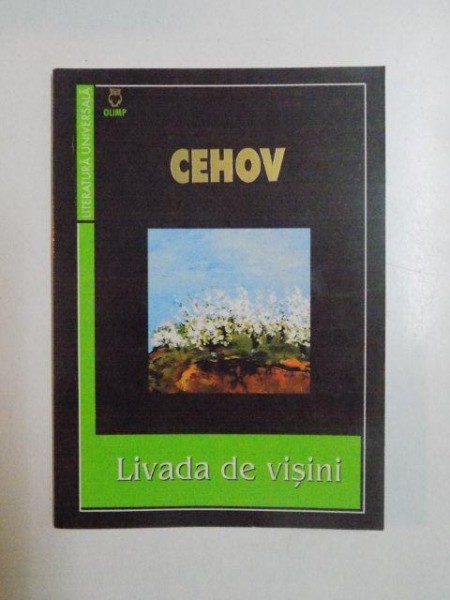 LITERATURĂ UNIVERSALĂ
OLIMP
CEHOV
Livada de vișini